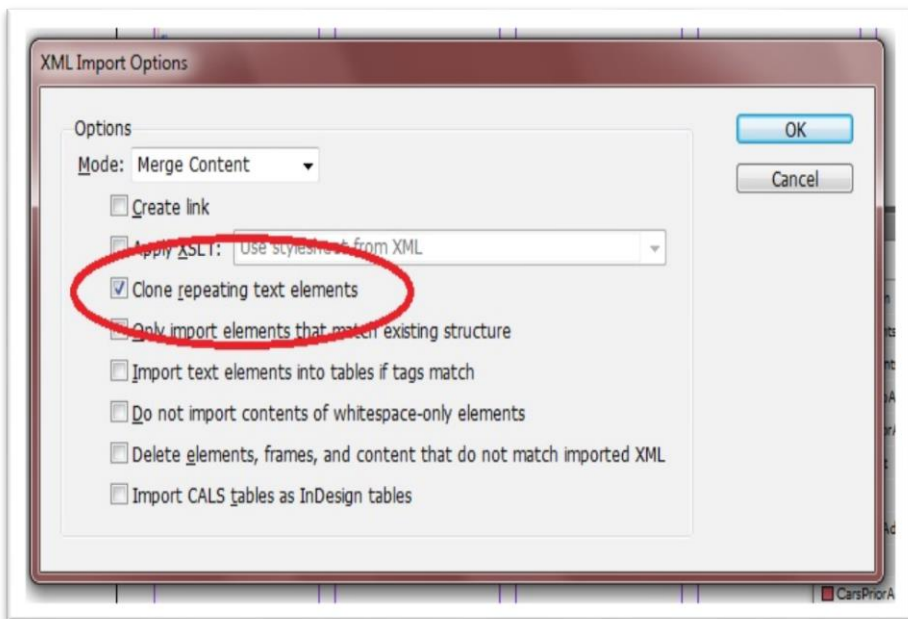 XML Import Options
Options
Mode: Merge Content
OK
Cancel
Create link
Apply XSLT: Use stylesheet from XML
Clone repeating text elements
Only import elements that match existing structure
Import text elements into tables if tags match
Do not import contents of whitespace-only elements
Delete elements, frames, and content that do not match imported XML
Import CALS tables as InDesign tables
CarsPriorA